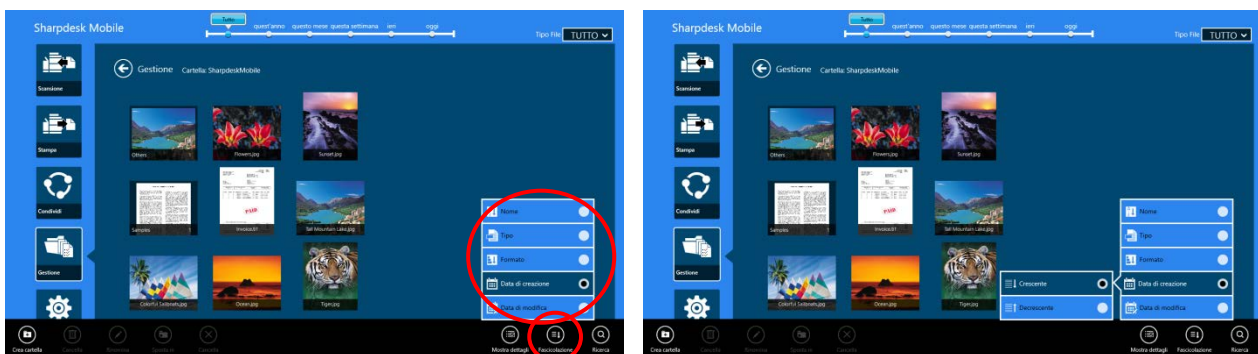 Sharpdesk Mobile
Tutto
quest'anno questo mese questa settimana ieri oggi
Tipo File TUTTO
Scansione
Gestione Cartella: SharpdeskMobile
Stampa
Others
Flowers.jpg
Sunset.jpg
Condividi
Samples
Invoice.01
Tall Mountain Lake.jpg
Gestione
Colorful Sailboats.jpg
Ocean.jpg
Tiger.jpg
Nome
Tipo
Formato
Data di creazione
Data di modifica
Crea cartella
Cancella
Rinomina
Sposta in
Cancella
Mostra dettagli
Fascicolazione
Ricerca
Sharpdesk Mobile
Tutto
quest'anno questo mese questa settimana ieri oggi
Tipo File TUTTO
Scansione
Gestione Cartella: SharpdeskMobile
Stampa
Others
Flowers.jpg
Sunset.jpg
Condividi
Samples
Invoice.01
Tall Mountain Lake.jpg
Gestione
Colorful Sailboats.jpg
Ocean.jpg
Tiger.jpg
Nome
Tipo
Formato
Crescente
Data di creazione
Decrescente
Data di modifica
Crea cartella
Cancella
Rinomina
Sposta in
Cancella
Mostra dettagli
Fascicolazione
Ricerca